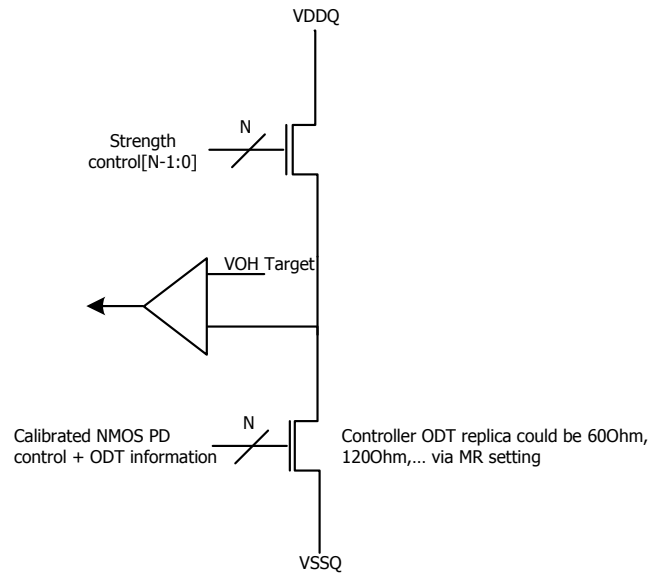 VDDQ
N
Strength
control[N-1:0]
VOH Target
N
Calibrated NMOS PD
control + ODT information
Controller ODT replica could be 60Ohm,
120Ohm,... via MR setting
VSSQ